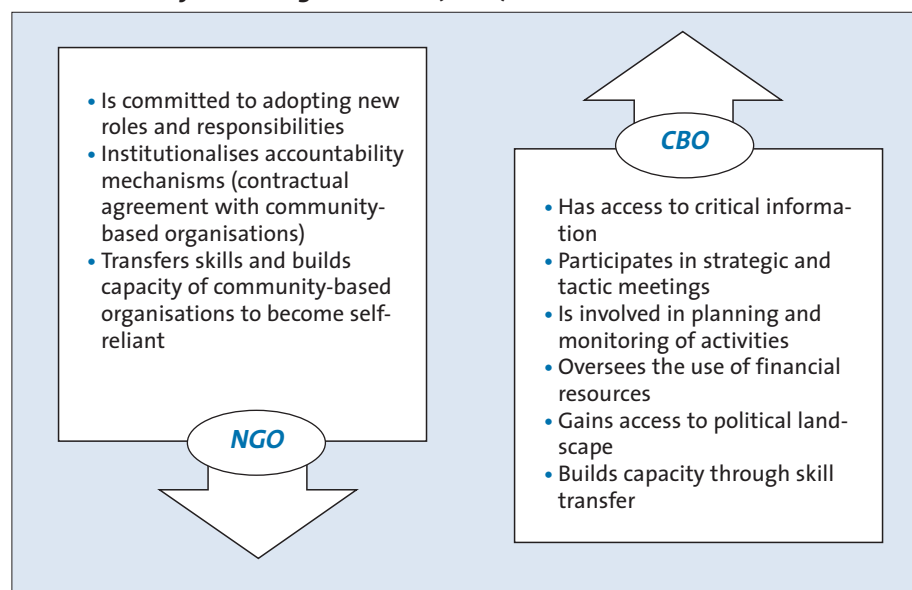 • Is committed to adopting new
roles and responsibilities
• Institutionalises accountability
mechanisms (contractual
agreement with community-
based organisations)
• Transfers skills and builds
capacity of community-based
organisations to become self-
reliant
NGO
CBO
• Has access to critical informa-
tion
• Participates in strategic and
tactic meetings
• Is involved in planning and
monitoring of activities
• Oversees the use of financial
resources
• Gains access to political land-
scape
• Builds capacity through skill
transfer